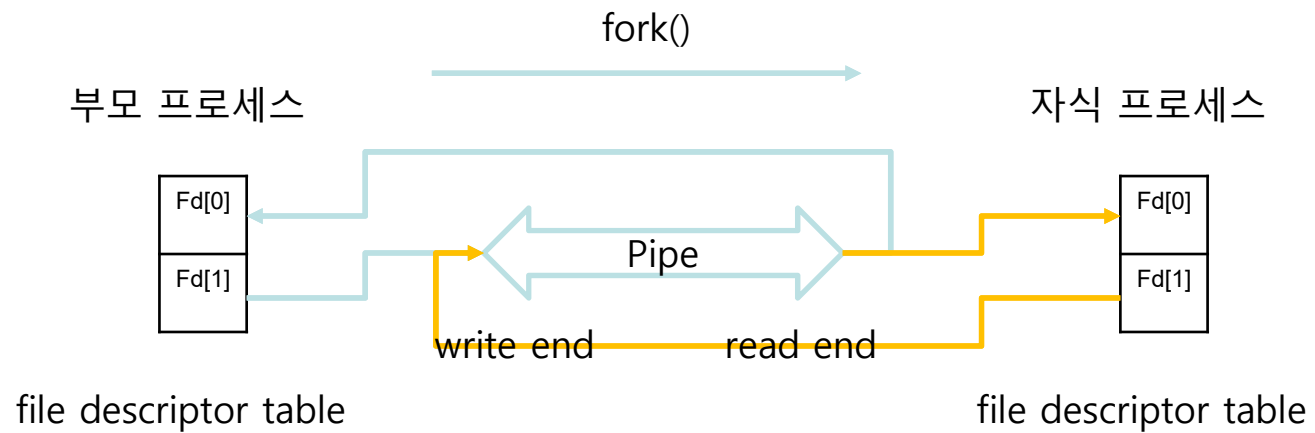 fork()
부모 프로세스
자식 프로세스
Fd[0]
Fd[1]
Pipe
Fd[0]
Fd[1]
write end
read end
file descriptor table
file descriptor table